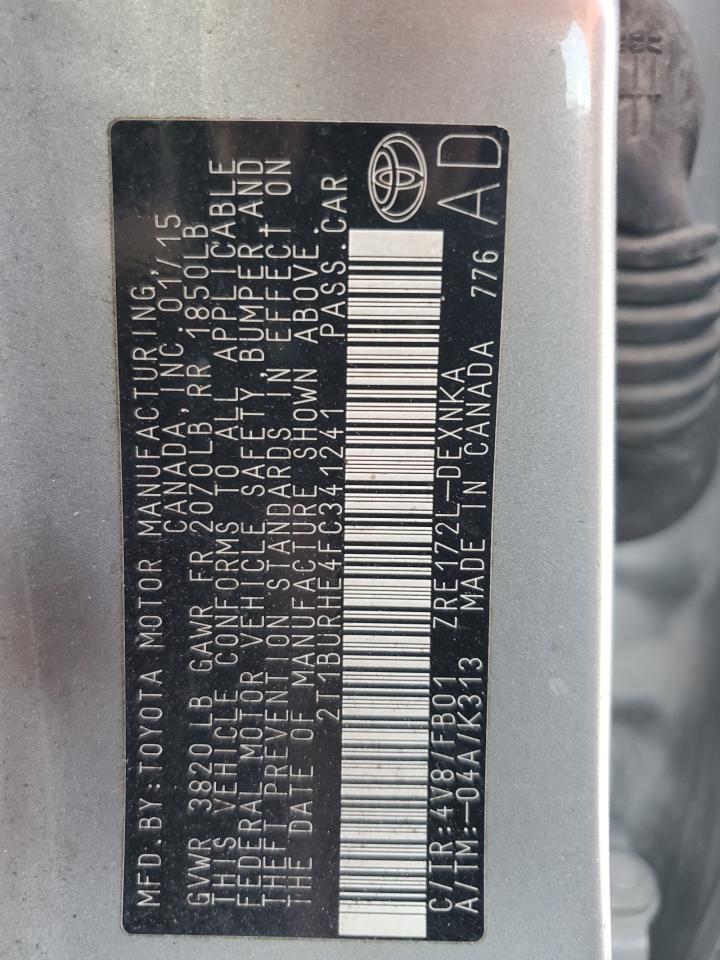 MFD.BY:TOYOTA MOTOR MANUFACTURING,
CANADA, INC. 01/15
GVWR 3820 LB GAWR FR 2070LB, RR 1850LB
THIS VEHICLE CONFORMS TO ALL APPLICABLE
FEDERAL MOTOR VEHICLE SAFETY, BUMPER, AND
THEFT PREVENTION STANDARDS IN EFFECT ON
THE DATE OF MANUFACTURE SHOWN ABOVE.
2T1BURHE4FC341241 PASS.CAR
C/TR:4V8/FB01 ZRE172L-DEXNKA
A/TM:-04A/K313 MADE IN CANADA 776
AD